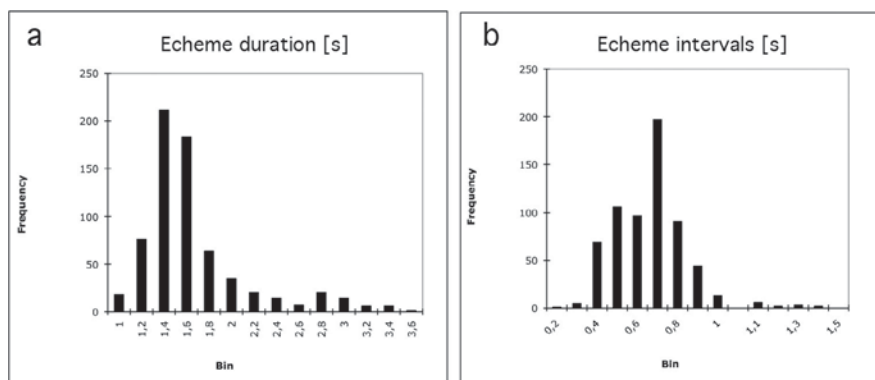 a
Echeme duration [s]
250
200
150
100
50
0
Frequency
1 1,2 1,4 1,6 1,8 2 2,2 2,4 2,6 2,8 3 3,2 3,4 3,6
Bin
b
Echeme intervals [s]
250
200
150
100
50
0
Frequency
0,2 0,4 0,6 0,8 1 1,1 1,3 1,5
Bin